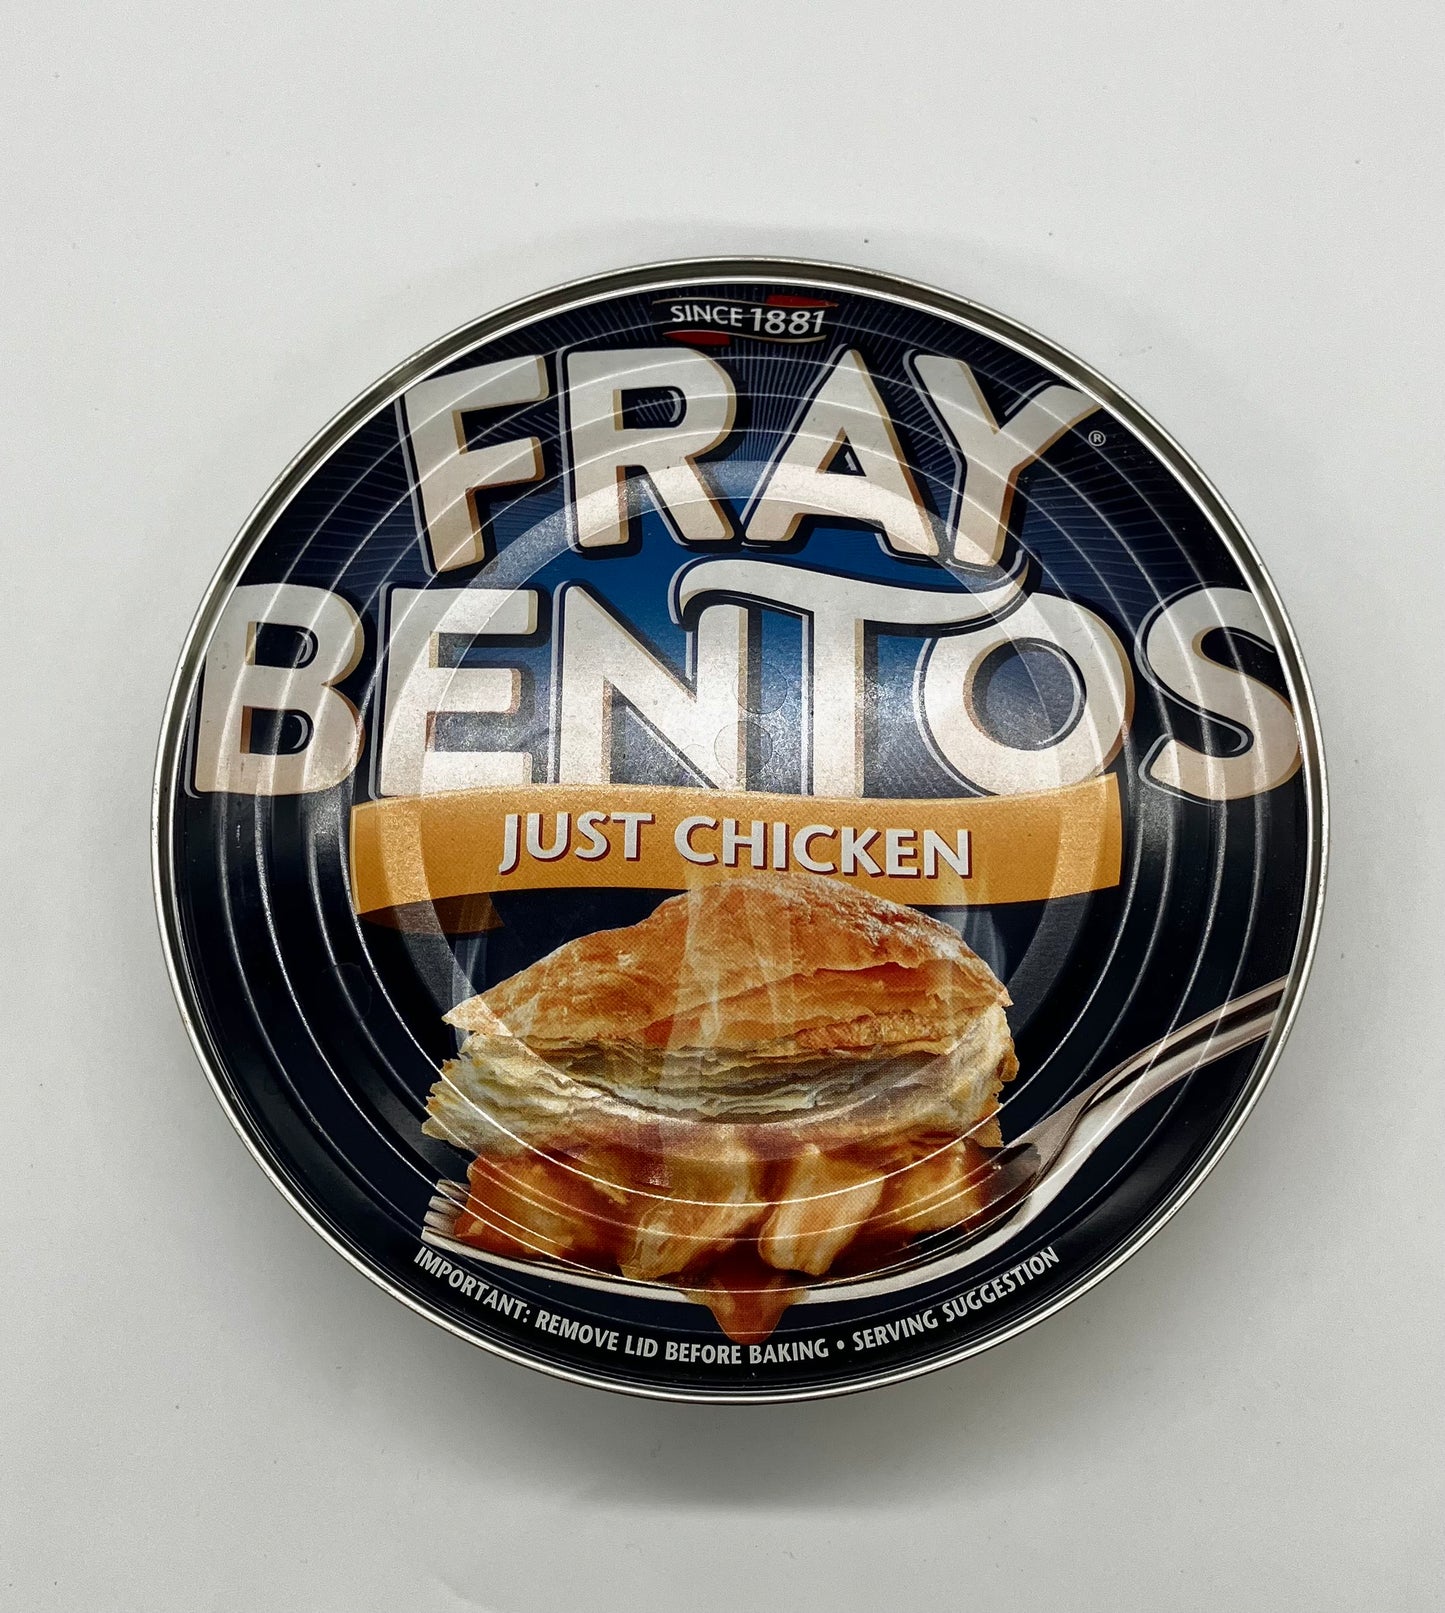 SINCE 1881
FRAY®
BENTOS
JUST CHICKEN
IMPORTANT: REMOVE LID BEFORE BAKING • SERVING SUGGESTION